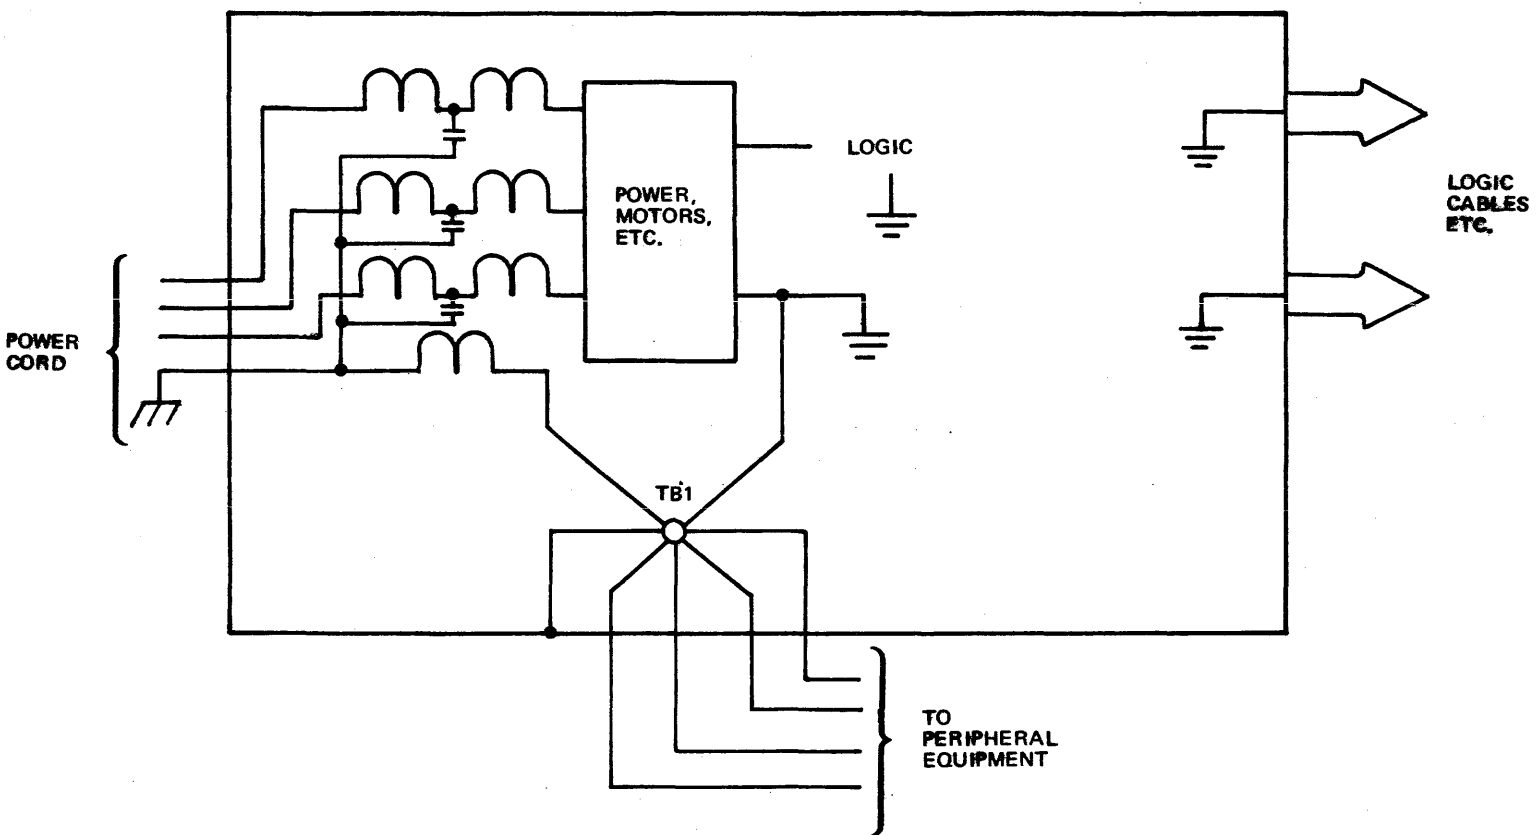 LOGIC
POWER,
MOTORS,
ETC.
LOGIC
CABLES
ETC.
POWER
CORD
TB1
TO
PERIPHERAL
EQUIPMENT